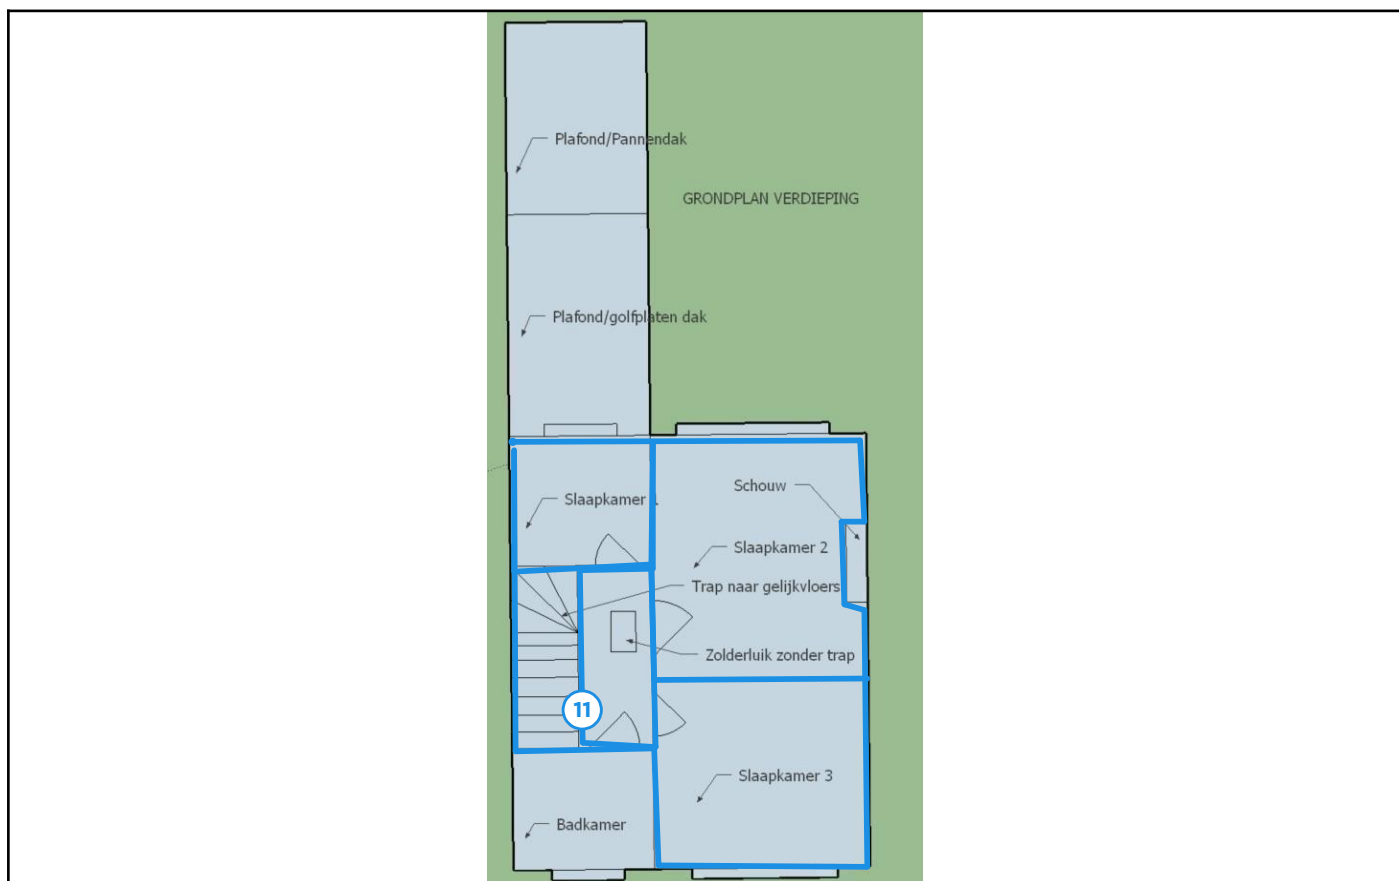 Plafond/Pannendak
GRONDPLAN VERDIEPING
Plafond/golfplaten dak
Schouw
Slaapkamer 1
Slaapkamer 2
Trap naar gelijkvloers
Zolderluik zonder trap
11
Slaapkamer 3
Badkamer